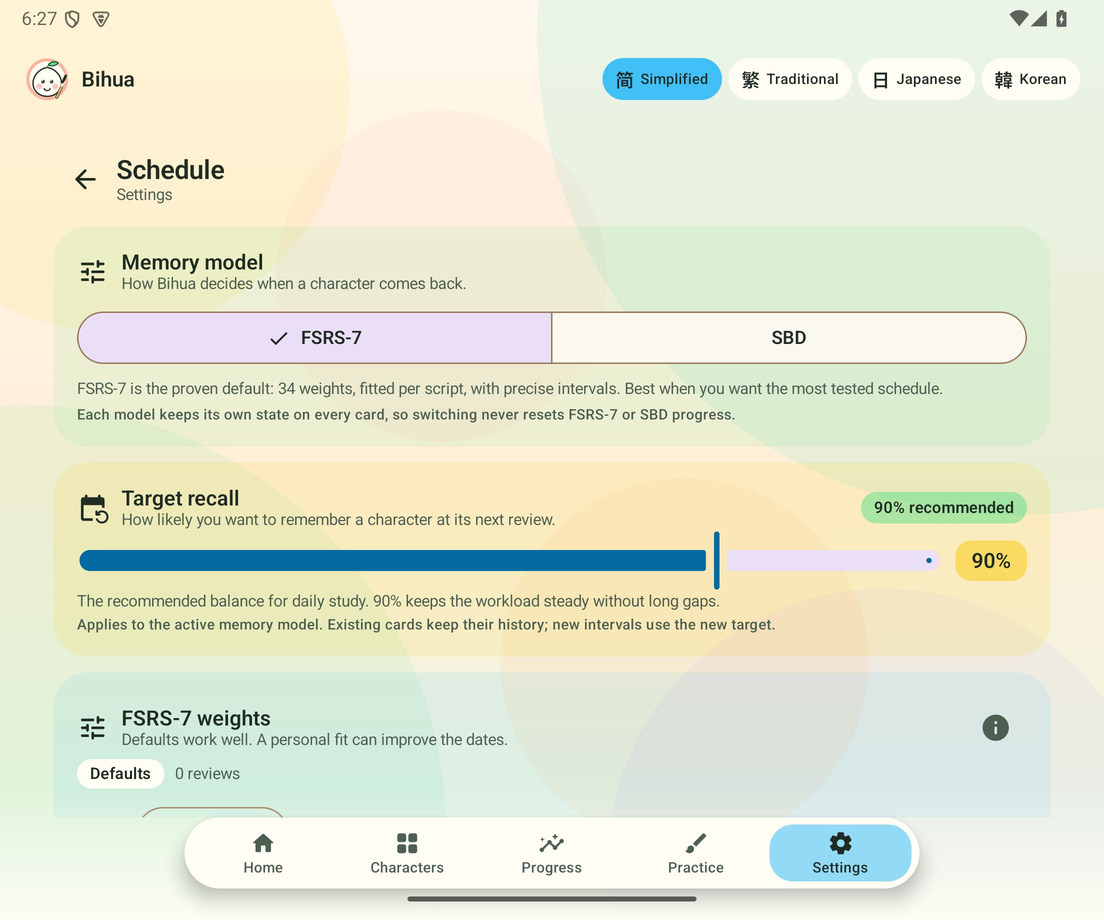 6:27
Bihua
简 Simplified
繁 Traditional
日 Japanese
韓 Korean
Schedule
Settings
Memory model
How Bihua decides when a character comes back.
FSRS-7
SBD
FSRS-7 is the proven default: 34 weights, fitted per script, with precise intervals. Best when you want the most tested schedule.
Each model keeps its own state on every card, so switching never resets FSRS-7 or SBD progress.
Target recall
How likely you want to remember a character at its next review.
90% recommended
90%
The recommended balance for daily study. 90% keeps the workload steady without long gaps.
Applies to the active memory model. Existing cards keep their history; new intervals use the new target.
FSRS-7 weights
Defaults work well. A personal fit can improve the dates.
Defaults
0 reviews
Home
Characters
Progress
Practice
Settings